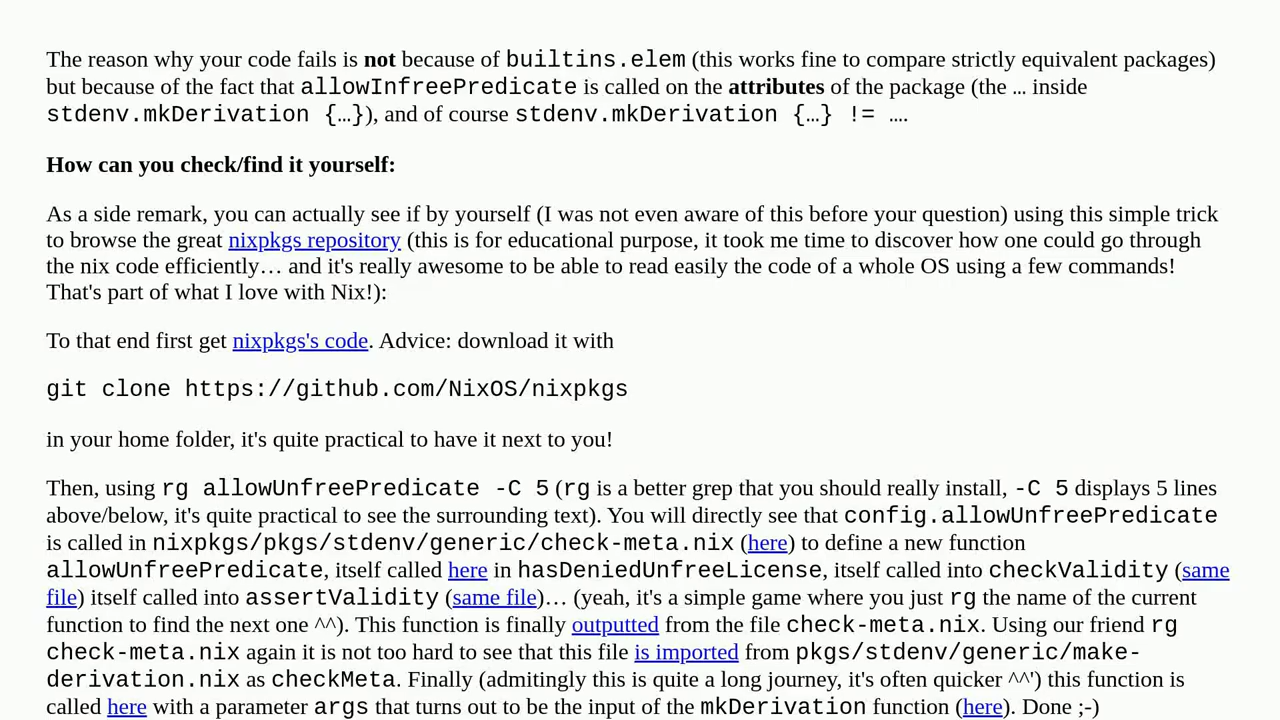 The reason why your code fails is not because of builtins.elem (this works fine to compare strictly equivalent packages)
but because of the fact that allowInfreePredicate is called on the attributes of the package (the … inside
stdenv.mkDerivation {…}), and of course stdenv.mkDerivation {…} != ….
How can you check/find it yourself:
As a side remark, you can actually see if by yourself (I was not even aware of this before your question) using this simple trick
to browse the great nixpkgs repository (this is for educational purpose, it took me time to discover how one could go through
the nix code efficiently… and it's really awesome to be able to read easily the code of a whole OS using a few commands!
That's part of what I love with Nix!):
To that end first get nixpkgs's code. Advice: download it with
git clone https://github.com/NixOS/nixpkgs
in your home folder, it's quite practical to have it next to you!
Then, using rg allowUnfreePredicate -C 5 (rg is a better grep that you should really install, -C 5 displays 5 lines
above/below, it's quite practical to see the surrounding text). You will directly see that config.allowUnfreePredicate
is called in nixpkgs/pkgs/stdenv/generic/check-meta.nix (here) to define a new function
allowUnfreePredicate, itself called here in hasDeniedUnfreeLicense, itself called into checkValidity (same
file) itself called into assertValidity (same file)… (yeah, it's a simple game where you just rg the name of the current
function to find the next one ^^). This function is finally outputted from the file check-meta.nix. Using our friend rg
check-meta.nix again it is not too hard to see that this file is imported from pkgs/stdenv/generic/make-
derivation.nix as checkMeta. Finally (admitingly this is quite a long journey, it's often quicker ^^') this function is
called here with a parameter args that turns out to be the input of the mkDerivation function (here). Done ;-)